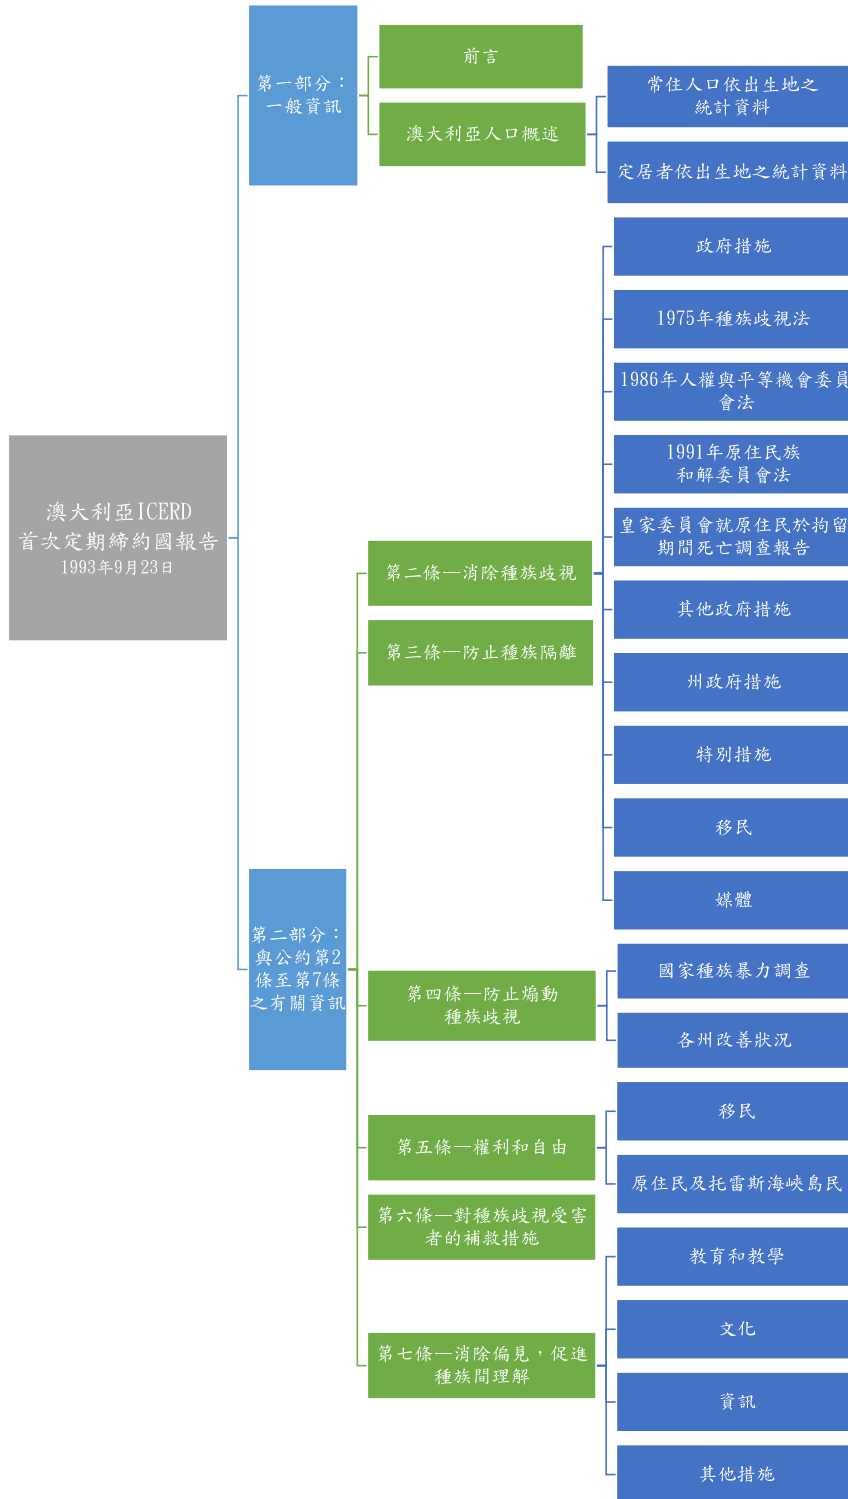 澳大利亞ICERD
首次定期締約國報告
1993年9月23日
第一部分：
一般資訊
前言
澳大利亞人口概述
常住人口依出生地之
統計資料
定居者依出生地之統計資料
第二部分：
與公約第2
條至第7條
之有關資訊
第二條—消除種族歧視
政府措施
1975年種族歧視法
1986年人權與平等機會委員
會法
1991年原住民族
和解委員會法
皇家委員會就原住民於拘留
期間死亡調查報告
其他政府措施
州政府措施
特別措施
移民
媒體
第三條—防止種族隔離
第四條—防止煽動
種族歧視
國家種族暴力調查
各州改善狀況
第五條—權利和自由
移民
原住民及托雷斯海峽島民
第六條—對種族歧視受害
者的補救措施
第七條—消除偏見，促進
種族間理解
教育和教學
文化
資訊
其他措施